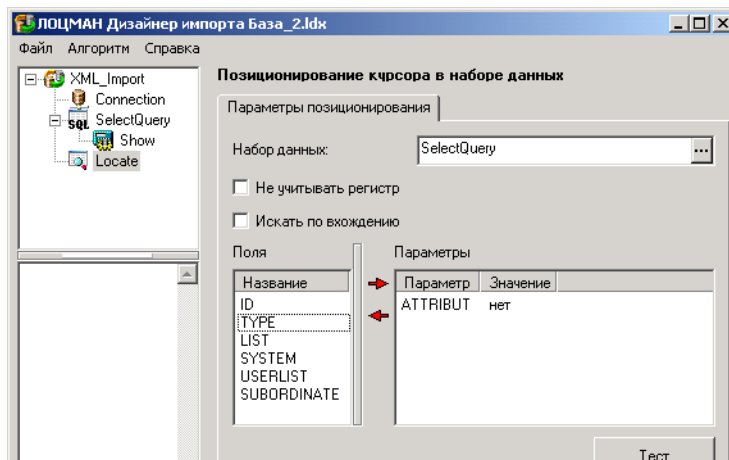 ЛОЦМАН Дизайнер импорта База_2.ldx
Файл Алгоритм Справка
XML_Import
Connection
SQL SelectQuery
Show
Locate
Позиционирование курсора в наборе данных
Параметры позиционирования
Набор данных: SelectQuery ...
Не учитывать регистр
Искать по вхождению
Поля
Название
ID
TYPE
LIST
SYSTEM
USERLIST
SUBORDINATE
Параметры
Параметр Значение
ATTRIBUT нет
Тест